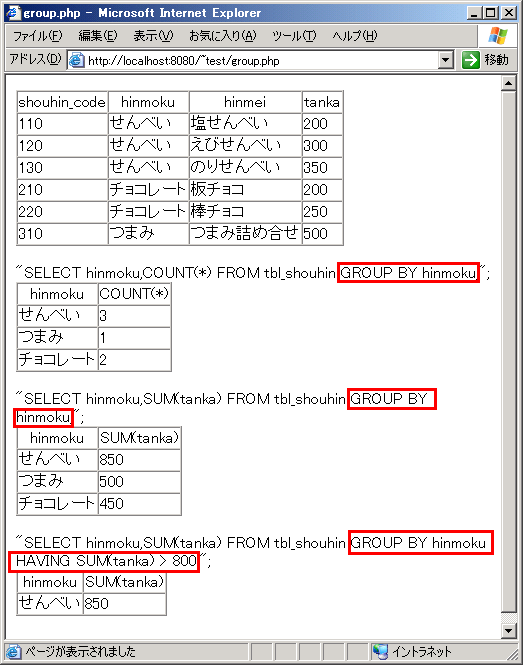 group.php - Microsoft Internet Explorer
ファイル(F) 編集(E) 表示(V) お気に入り(A) ツール(T) ヘルプ(H)
アドレス(D) http://localhost:8080/~test/group.php 移動
shouhin_code hinmoku hinmei tanka
110 せんべい 塩せんべい 200
120 せんべい えびせんべい 300
130 せんべい のりせんべい 350
210 チョコレート 板チョコ 200
220 チョコレート 棒チョコ 250
310 つまみ つまみ詰め合せ 500
"SELECT hinmoku,COUNT(*) FROM tbl_shouhin GROUP BY hinmoku";
hinmoku COUNT(*)
せんべい 3
つまみ 1
チョコレート 2
"SELECT hinmoku,SUM(tanka) FROM tbl_shouhin GROUP BY
hinmoku";
hinmoku SUM(tanka)
せんべい 850
つまみ 500
チョコレート 450
"SELECT hinmoku,SUM(tanka) FROM tbl_shouhin GROUP BY hinmoku
HAVING SUM(tanka) > 800";
hinmoku SUM(tanka)
せんべい 850
ページが表示されました イントラネット